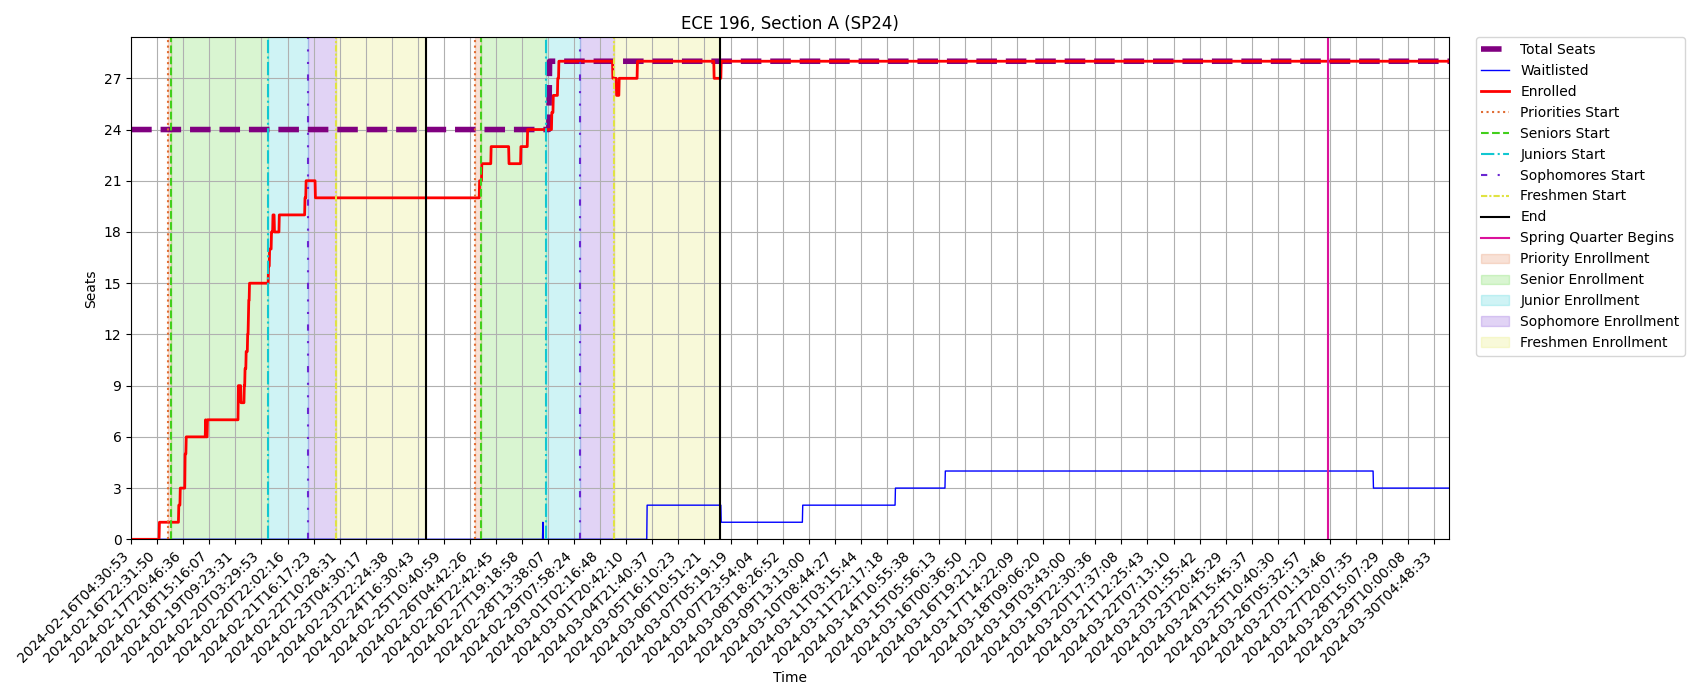 ECE 196, Section A (SP24)
Total Seats
Waitlisted
Enrolled
Priorities Start
Seniors Start
Juniors Start
Sophomores Start
Freshmen Start
End
Spring Quarter Begins
Priority Enrollment
Senior Enrollment
Junior Enrollment
Sophomore Enrollment
Freshmen Enrollment
Seats
27
24
21
18
15
12
9
6
3
0
2024-02-16T04:30:53
2024-02-16T22:31:50
2024-02-17T20:46:36
2024-02-18T15:16:07
2024-02-19T09:23:31
2024-02-20T03:29:53
2024-02-20T22:02:16
2024-02-21T16:17:23
2024-02-22T10:28:31
2024-02-23T04:30:17
2024-02-23T22:24:38
2024-02-24T16:30:43
2024-02-25T10:40:59
2024-02-26T04:42:26
2024-02-26T22:42:45
2024-02-27T19:18:58
2024-02-28T13:38:07
2024-02-29T07:58:24
2024-03-01T02:16:48
2024-03-01T20:42:10
2024-03-04T21:40:37
2024-03-05T16:10:23
2024-03-06T10:51:21
2024-03-07T05:19:19
2024-03-07T23:54:04
2024-03-08T18:26:52
2024-03-09T13:13:00
2024-03-10T08:44:27
2024-03-11T03:15:44
2024-03-11T22:17:18
2024-03-14T10:55:38
2024-03-15T05:56:13
2024-03-16T00:36:50
2024-03-16T19:21:20
2024-03-17T14:22:09
2024-03-18T09:06:20
2024-03-19T03:43:00
2024-03-19T22:30:36
2024-03-20T17:37:08
2024-03-21T12:25:43
2024-03-22T07:13:10
2024-03-23T01:55:42
2024-03-23T20:45:29
2024-03-24T15:45:37
2024-03-25T10:40:30
2024-03-26T05:32:57
2024-03-27T01:13:46
2024-03-27T20:07:35
2024-03-28T15:07:29
2024-03-29T10:00:08
2024-03-30T04:48:33
Time